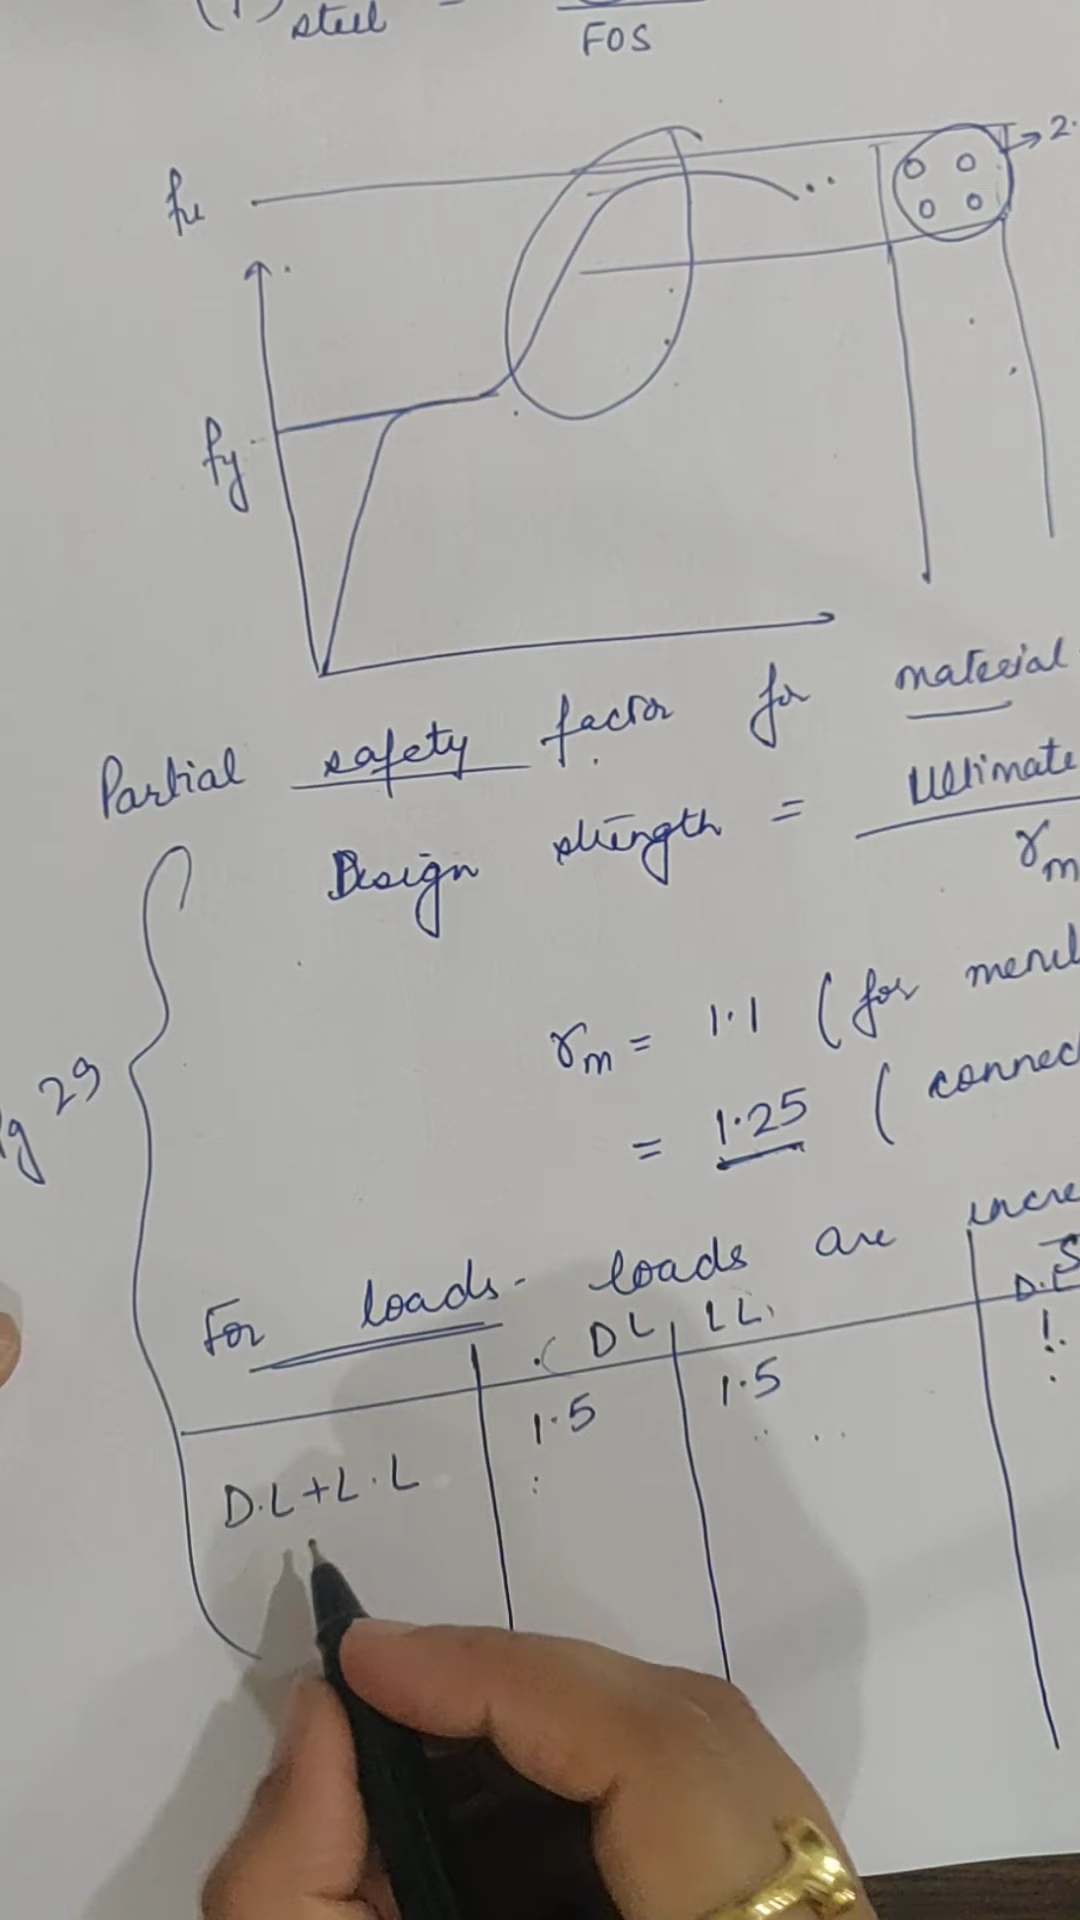 steel =
FOS
fu
2.
fy
Partial safety factor for material
Design strength = Ultimate
γm
γm = 1.1 (for
= 1.25 (
29
For loads - loads are
DL LL
D.L
1.5 1.5
1.
D.L+L.L